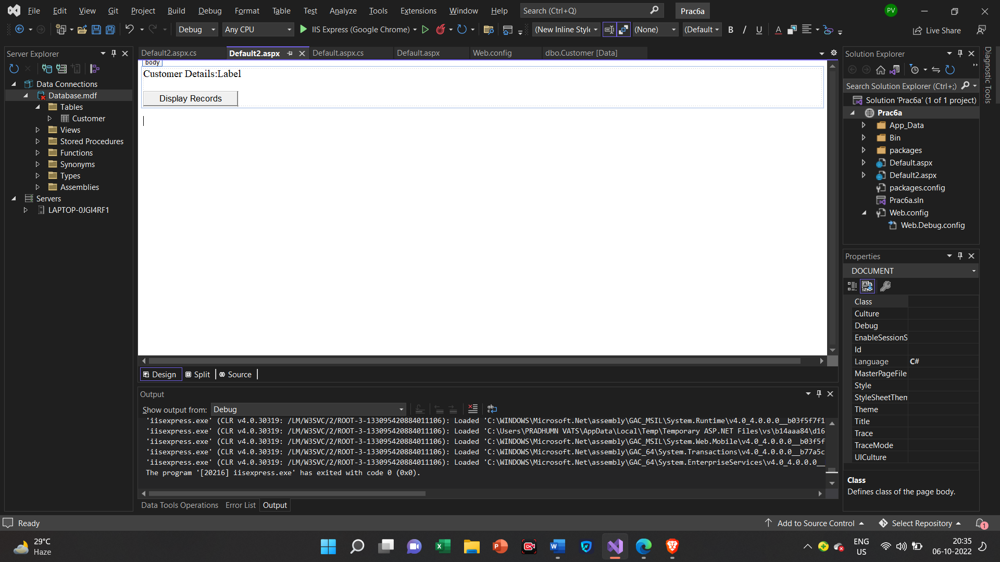 File Edit View Git Project Build Debug Format Table Test Analyze Tools Extensions Window Help Search (Ctrl+Q) Prac6a PV
Debug Any CPU IIS Express (Google Chrome) (New Inline Style (None) (Default B I U A Live Share
Server Explorer
Data Connections
Database.mdf
Tables
Customer
Views
Stored Procedures
Functions
Synonyms
Types
Assemblies
Servers
LAPTOP-0JGI4RF1
Default2.aspx.cs Default2.aspx Default.aspx.cs Default.aspx Web.config dbo.Customer [Data]
body
Customer Details:Label
Display Records
Design Split Source
Output
Show output from: Debug
'iisexpress.exe' (CLR v4.0.30319: /LM/W3SVC/2/ROOT-3-133095420884011106): Loaded 'C:\WINDOWS\Microsoft.Net\assembly\GAC_MSIL\System.Runtime\v4.0_4.0.0.0__b03f5f7f1
'iisexpress.exe' (CLR v4.0.30319: /LM/W3SVC/2/ROOT-3-133095420884011106): Loaded 'C:\Users\PRADHUMN VATS\AppData\Local\Temp\Temporary ASP.NET Files\vs\b14aaa84\d16
'iisexpress.exe' (CLR v4.0.30319: /LM/W3SVC/2/ROOT-3-133095420884011106): Loaded 'C:\WINDOWS\Microsoft.Net\assembly\GAC_MSIL\System.Web.Mobile\v4.0_4.0.0.0__b03f5f
'iisexpress.exe' (CLR v4.0.30319: /LM/W3SVC/2/ROOT-3-133095420884011106): Loaded 'C:\WINDOWS\Microsoft.Net\assembly\GAC_64\System.Transactions\v4.0_4.0.0.0__b77a5c
'iisexpress.exe' (CLR v4.0.30319: /LM/W3SVC/2/ROOT-3-133095420884011106): Loaded 'C:\WINDOWS\Microsoft.Net\assembly\GAC_64\System.EnterpriseServices\v4.0_4.0.0.0__
The program '[20216] iisexpress.exe' has exited with code 0 (0x0).
Data Tools Operations Error List Output
Solution Explorer
Search Solution Explorer (Ctrl+;)
Solution 'Prac6a' (1 of 1 project)
Prac6a
App_Data
Bin
packages
Default.aspx
Default2.aspx
packages.config
Prac6a.sln
Web.config
Web.Debug.config
Properties
DOCUMENT
Class
Culture
Debug
EnableSessionS
Id
Language C#
MasterPageFile
Style
StyleSheetThem
Theme
Title
Trace
TraceMode
UICulture
Class
Defines class of the page body.
Diagnostic Tools
Ready Add to Source Control Select Repository 1
29°C
Haze
ENG
US
20:35
06-10-2022